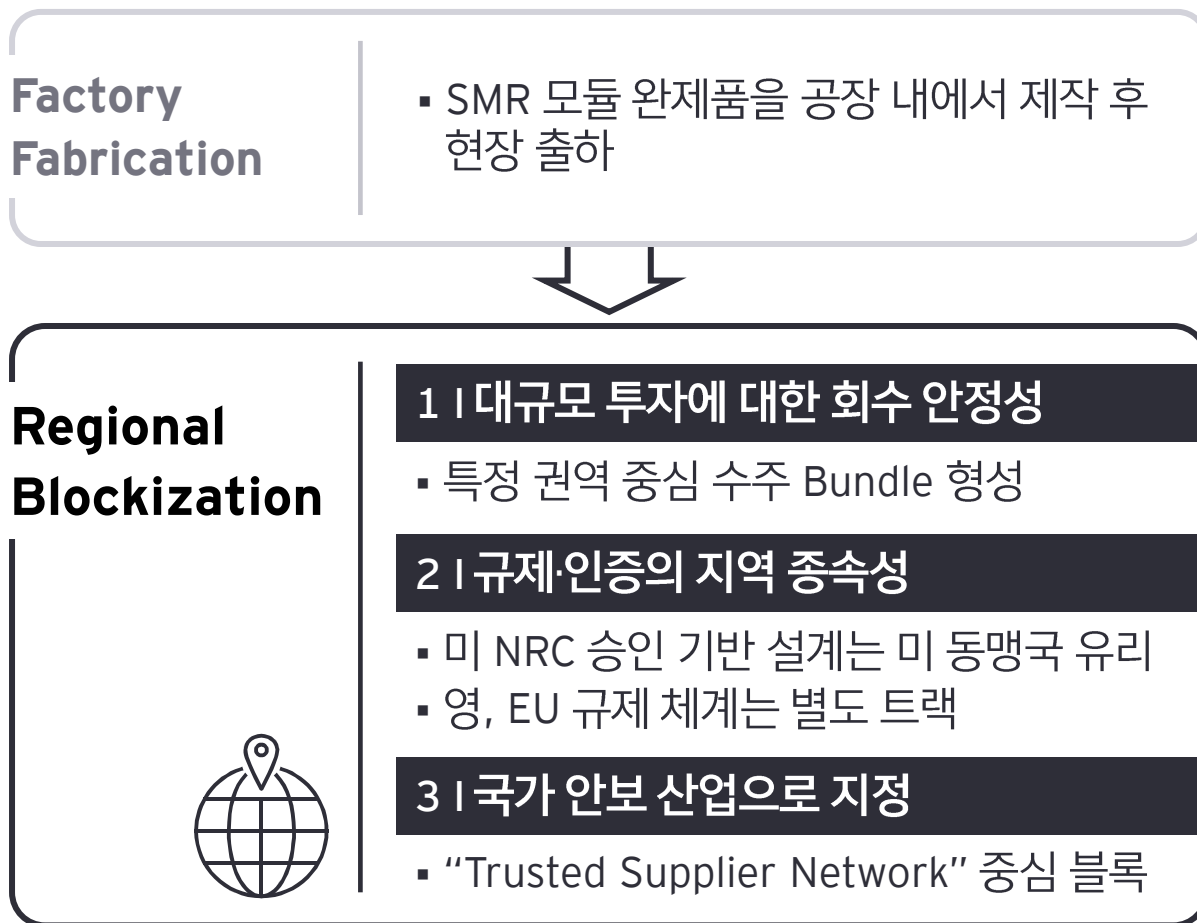 Factory
Fabrication
▪ SMR 모듈 완제품을 공장 내에서 제작 후
현장 출하
Regional
Blockization
1 I 대규모 투자에 대한 회수 안정성
▪ 특정 권역 중심 수주 Bundle 형성
2 I 규제·인증의 지역 종속성
▪ 미 NRC 승인 기반 설계는 미 동맹국 유리
▪ 영, EU 규제 체계는 별도 트랙
3 I 국가 안보 산업으로 지정
▪ “Trusted Supplier Network” 중심 블록